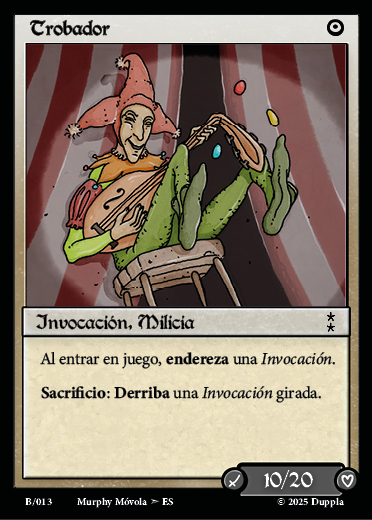 Trobador
Invocación, Milicia
Al entrar en juego, endereza una Invocación.
Sacrificio: Derriba una Invocación girada.
10/20
B/013 Murphy Móvola ➣ ES © 2025 Duppla